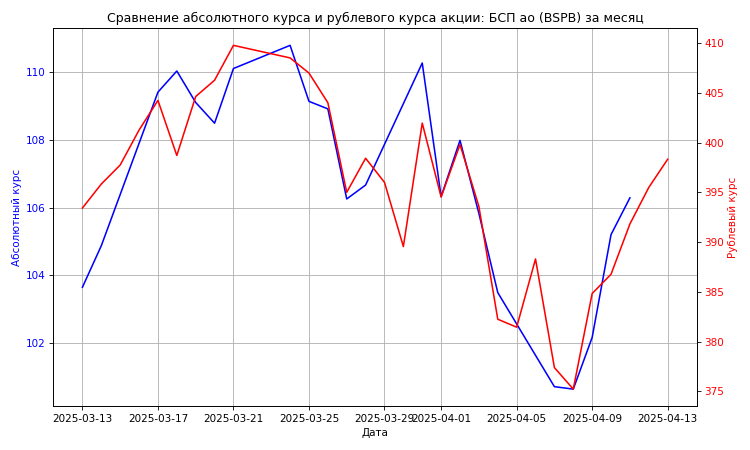 Сравнение абсолютного курса и рублевого курса акции: БСП ао (BSPB) за месяц
Абсолютный курс
110
108
106
104
102
410
405
400
395
390
385
380
375
Рублевый курс
2025-03-13 2025-03-17 2025-03-21 2025-03-25 2025-03-29 2025-04-01 2025-04-05 2025-04-09 2025-04-13
Дата